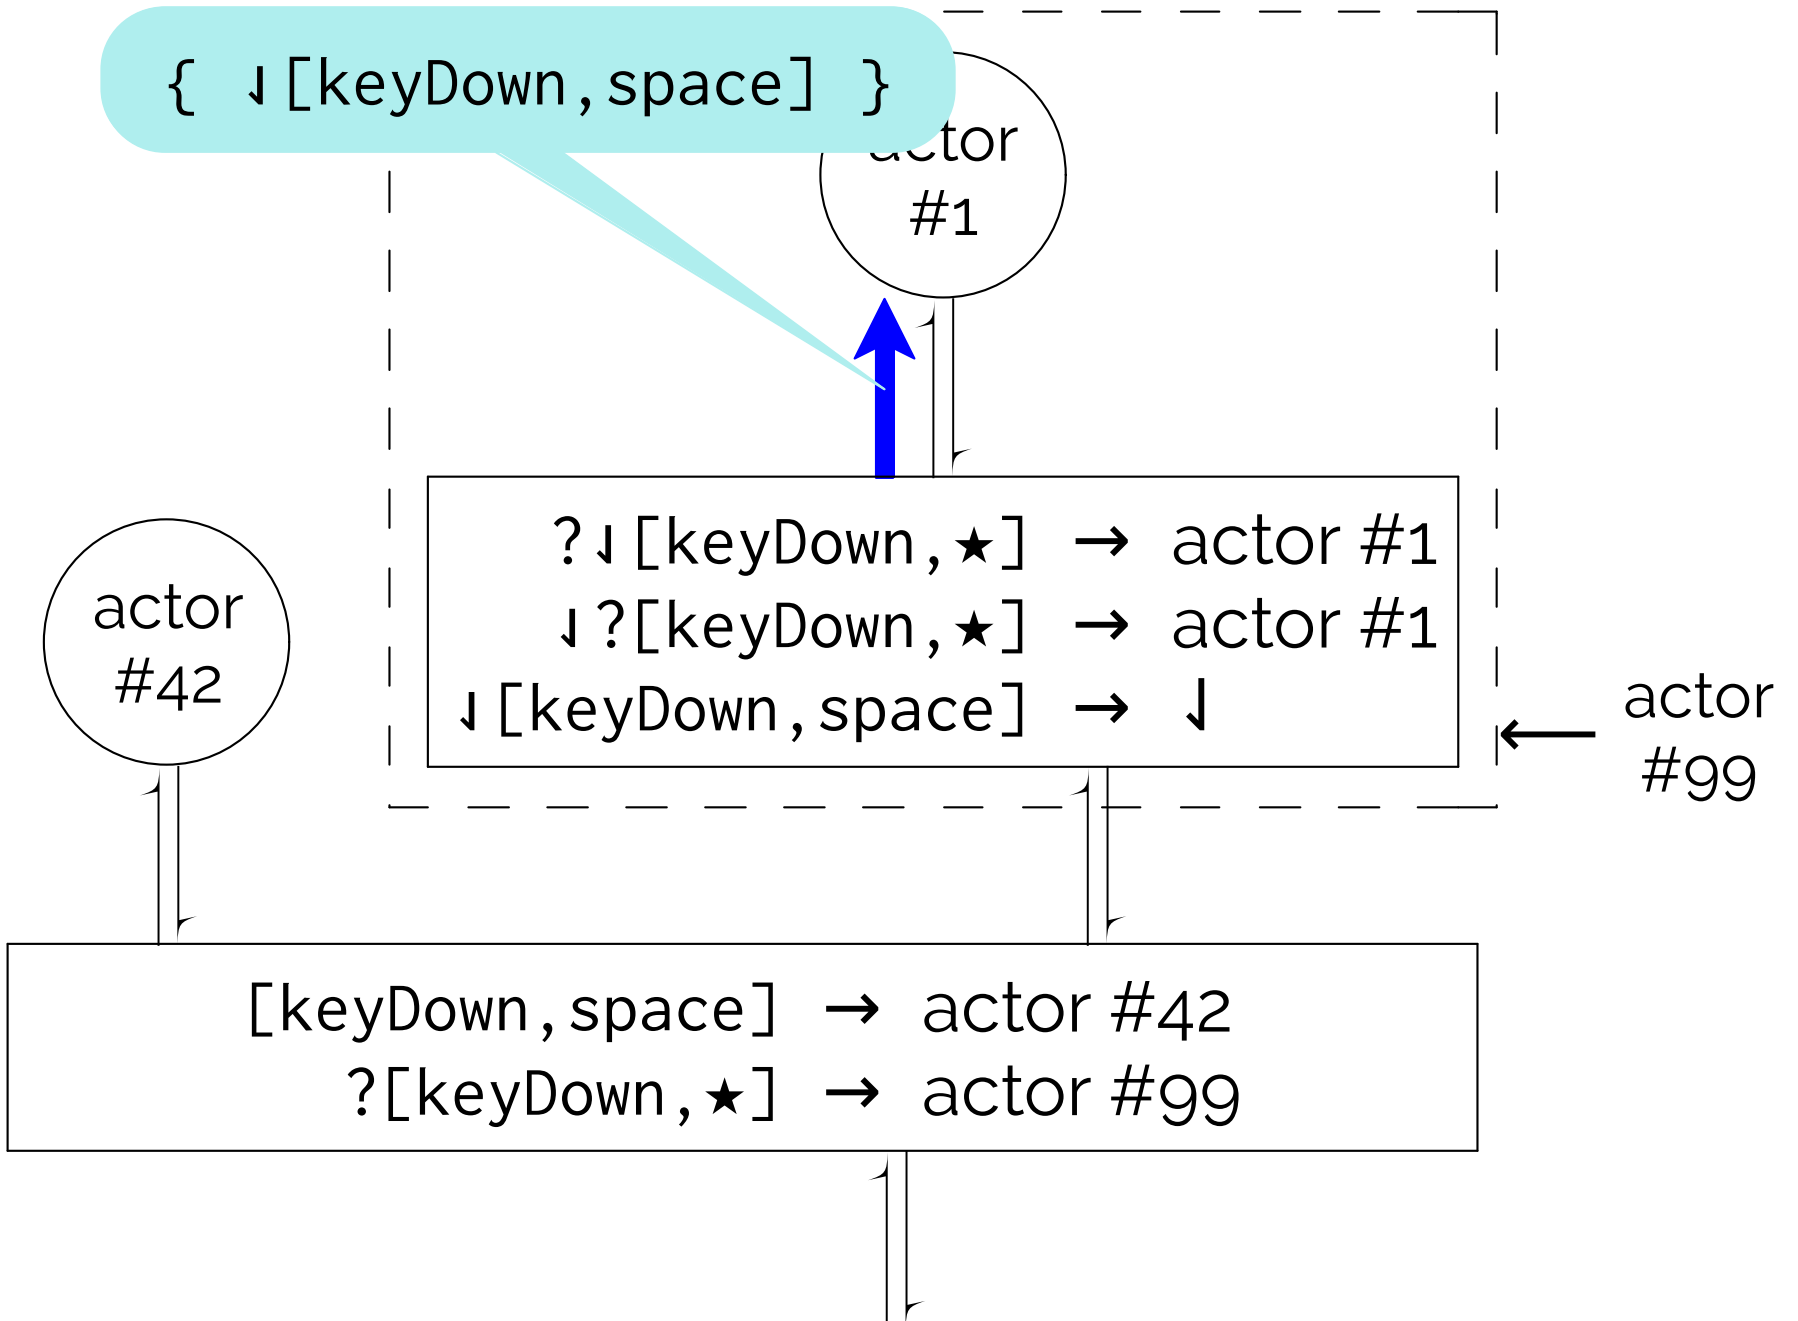 { ⇃[keyDown,space] }
actor
#1
?⇃[keyDown,★] → actor #1
⇃?[keyDown,★] → actor #1
⇃[keyDown,space] → ⇃
actor
#42
actor
#99
[keyDown,space] → actor #42
?[keyDown,★] → actor #99